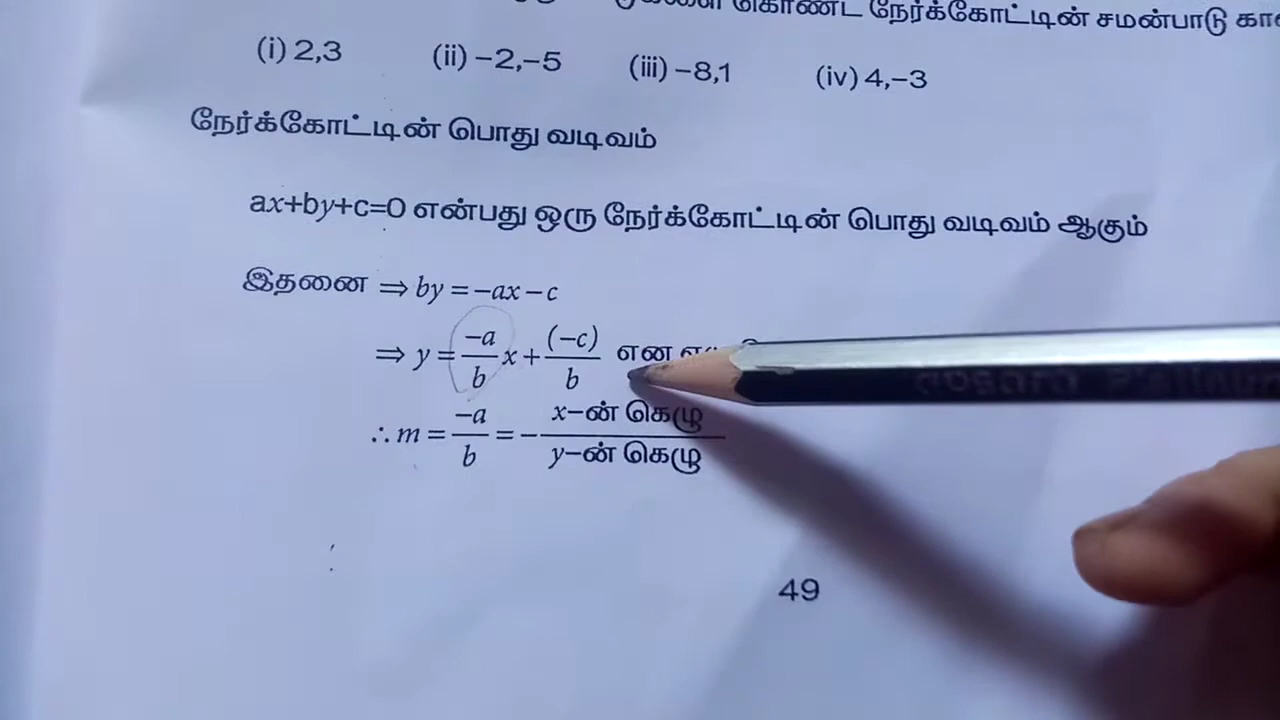 கொண்ட நேர்க்கோட்டின் சமன்பாடு
(i) 2,3 (ii) −2,−5 (iii) −8,1 (iv) 4,−3
நேர்க்கோட்டின் பொது வடிவம்
ax+by+c=0 என்பது ஒரு நேர்க்கோட்டின் பொது வடிவம் ஆகும்
இதனை ⇒ by = −ax − c
⇒ y = −a/b x + (−c)/b என
∴ m = −a/b = − x−ன் கெழு / y−ன் கெழு
49